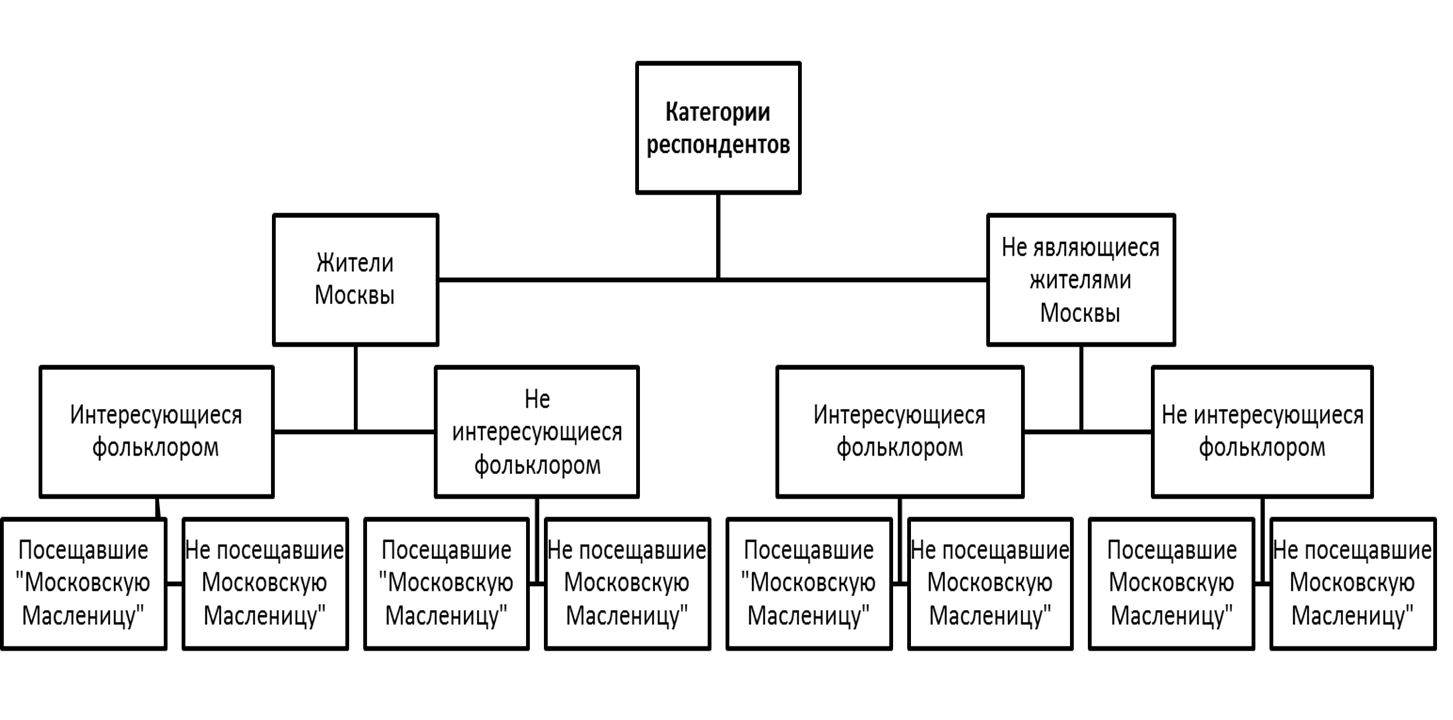 Категории
респондентов
Жители
Москвы
Не являющиеся
жителями
Москвы
Интересующиеся
фольклором
Не
интересующиеся
фольклором
Интересующиеся
фольклором
Не интересующиеся
фольклором
Посещавшие
"Московскую
Масленицу"
Не посещавшие
Московскую
Масленицу"
Посещавшие
"Московскую
Масленицу"
Не посещавшие
Московскую
Масленицу"
Посещавшие
"Московскую
Масленицу"
Не посещавшие
Московскую
Масленицу"
Посещавшие
Московскую
Масленицу"
Не посещавшие
Московскую
Масленицу"